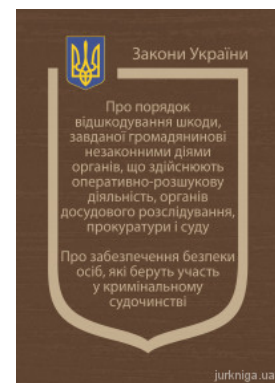 Закони України
Про порядок
відшкодування шкоди,
завданої громадянинові
незаконними діями
органів, що здійснюють
оперативно-розшукову
діяльність, органів
досудового розслідування,
прокуратури і суду
Про забезпечення безпеки
осіб, які беруть участь
у кримінальному
судочинстві
jurkniga.ua